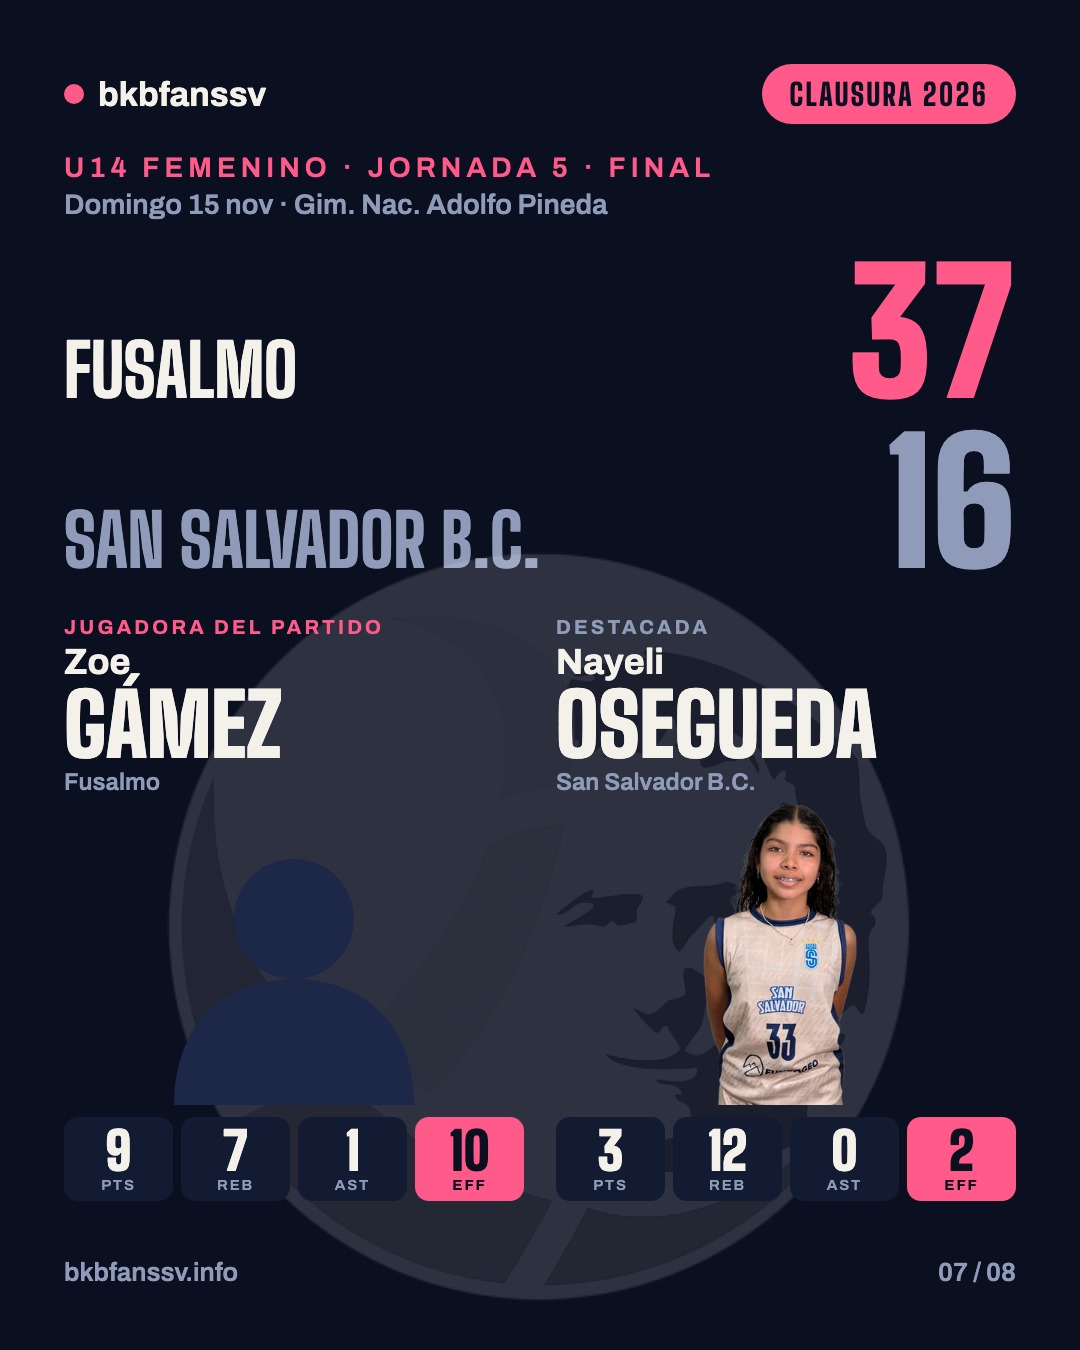 bkbfanssv
CLAUSURA 2026
U14 FEMENINO · JORNADA 5 · FINAL
Domingo 15 nov · Gim. Nac. Adolfo Pineda
FUSALMO
37
SAN SALVADOR B.C.
16
JUGADORA DEL PARTIDO
Zoe
GÁMEZ
Fusalmo
DESTACADA
Nayeli
OSEGUEDA
San Salvador B.C.
SAN
SALVADOR
33
9
PTS
7
REB
1
AST
10
EFF
3
PTS
12
REB
0
AST
2
EFF
bkbfanssv.info
07 / 08